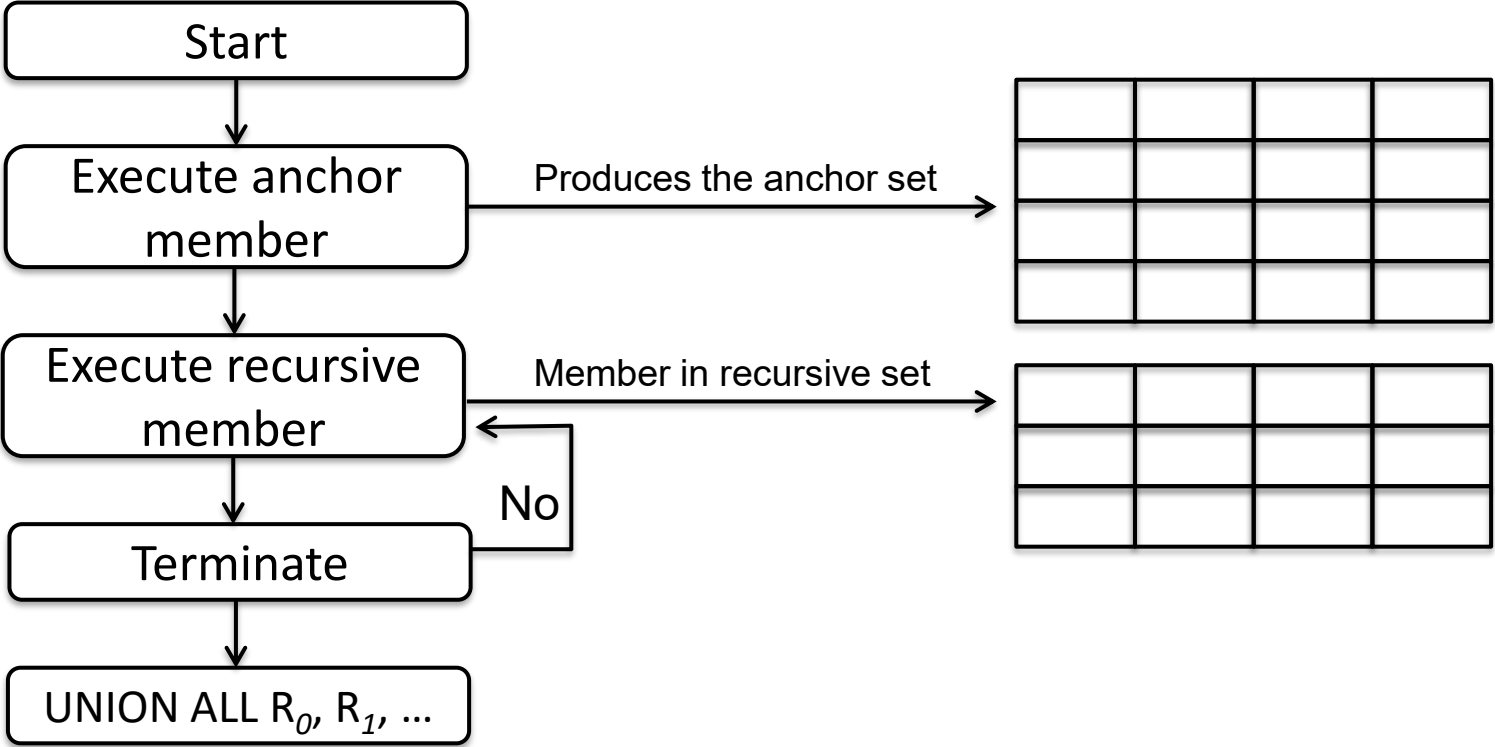 Start
Execute anchor
member
Produces the anchor set
Execute recursive
member
Member in recursive set
No
Terminate
UNION ALL R0, R1, ...